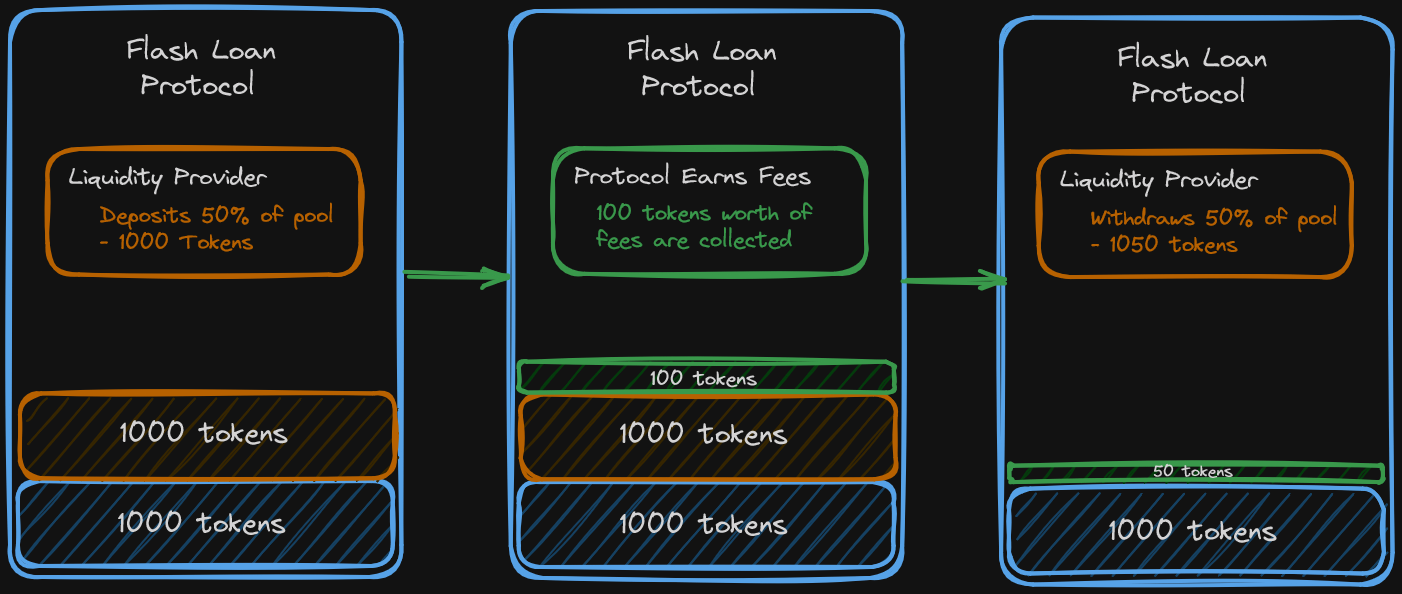 Flash Loan
Protocol
Liquidity Provider
Deposits 50% of pool
- 1000 Tokens
1000 tokens
1000 tokens
Flash Loan
Protocol
Protocol Earns Fees
100 tokens worth of
fees are collected
100 tokens
1000 tokens
1000 tokens
Flash Loan
Protocol
Liquidity Provider
Withdraws 50% of pool
- 1050 tokens
50 tokens
1000 tokens